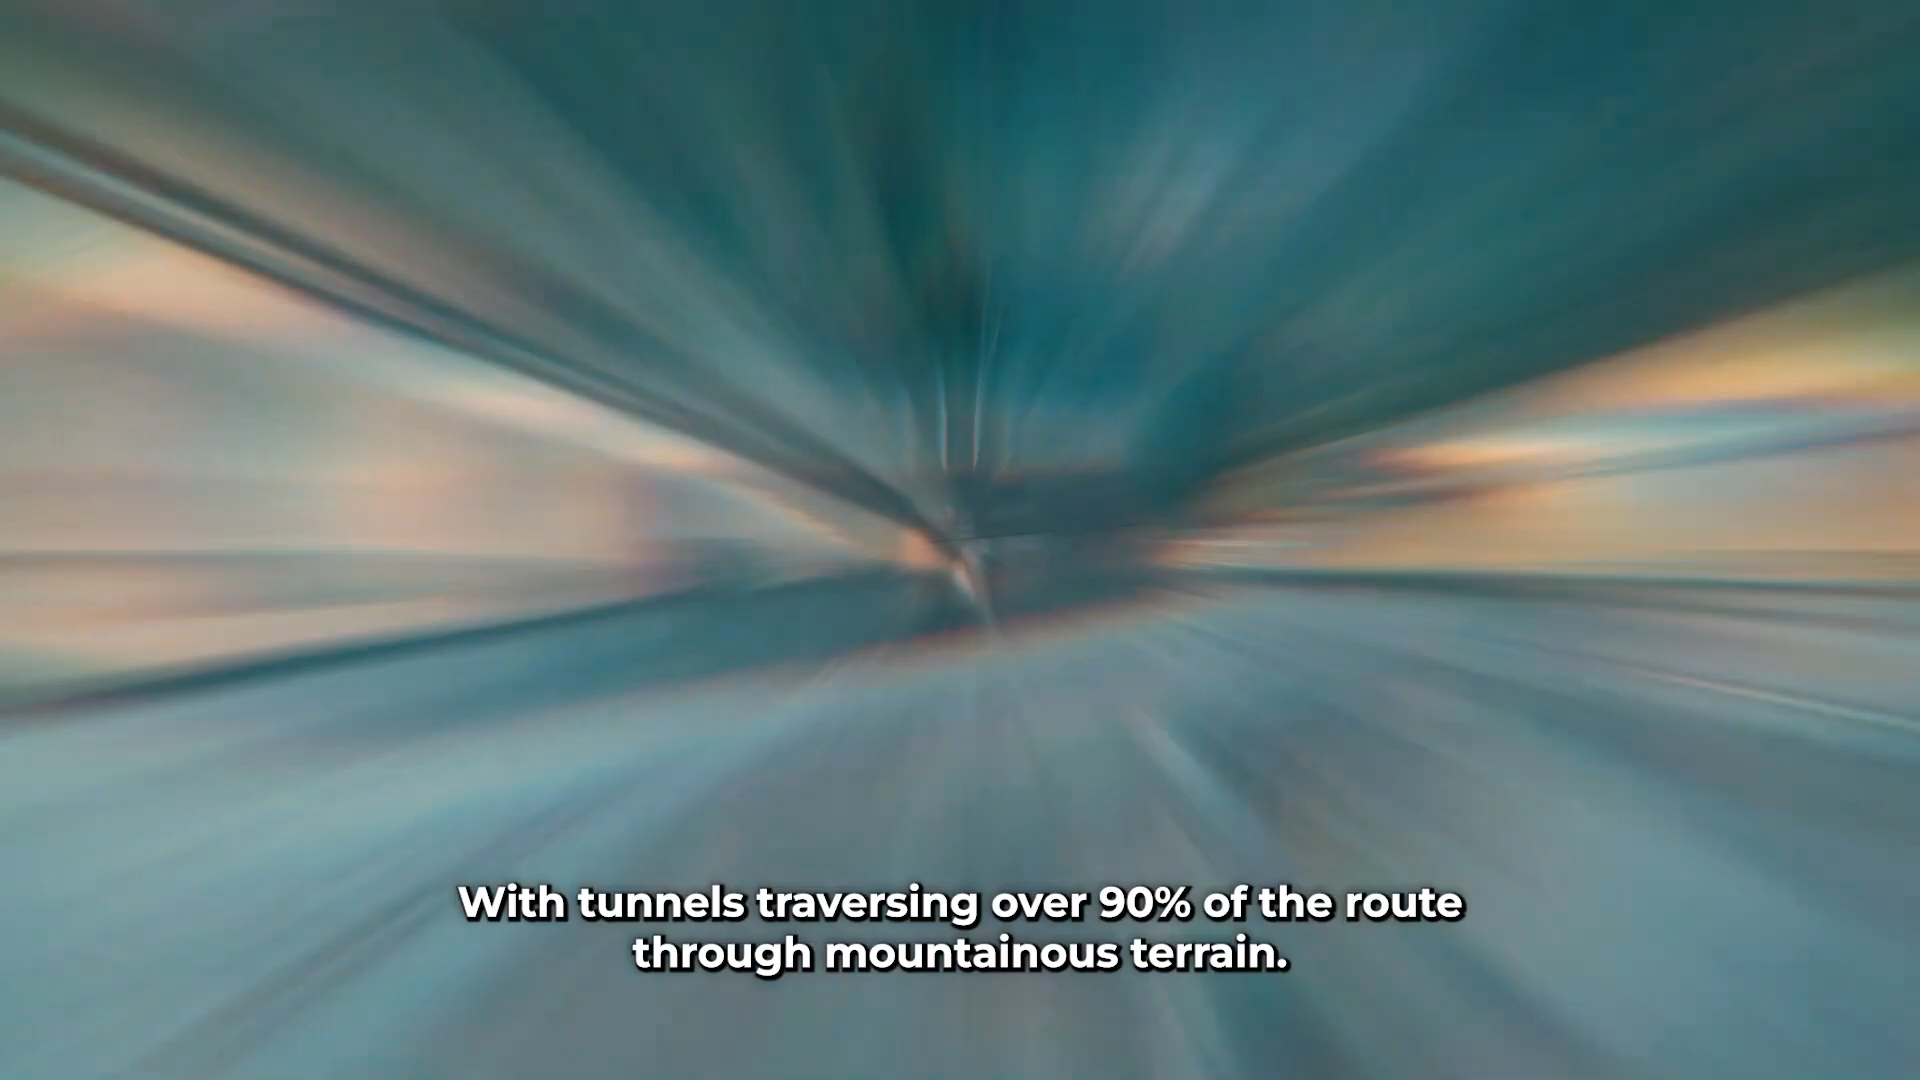 With tunnels traversing over 90% of the route
through mountainous terrain.